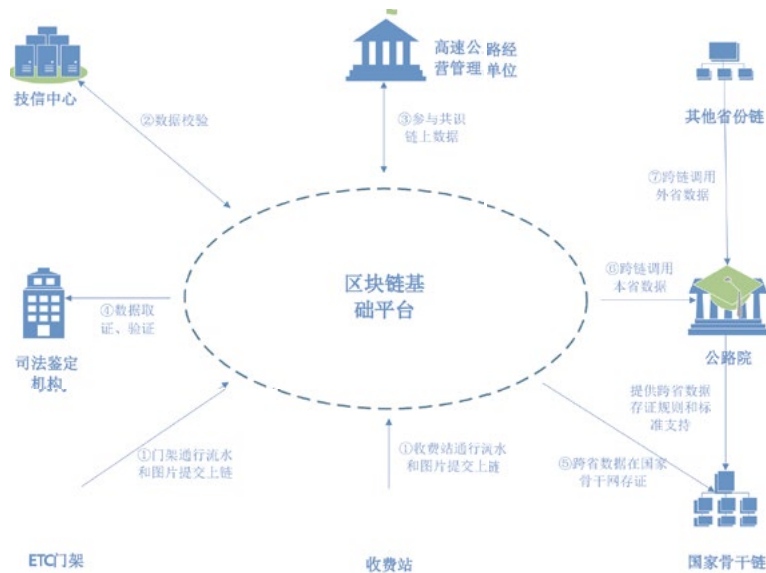 技信中心
高速公路经
营管理单位
其他省份链
②数据校验
③参与共识
链上数据
⑦跨链调用
外省数据
区块链基
础平台
④数据取
证、验证
⑥跨链调用
本省数据
司法鉴定
机构
公路院
提供跨省数据
存证规则和标
准支持
①门架通行流水
和图片提交上链
①收费站通行流水
和图片提交上链
⑤跨省数据在国家
骨干网存证
ETC门架
收费站
国家骨干链